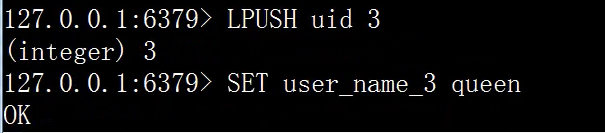 127.0.0.1:6379> LPUSH uid 3
(integer) 3
127.0.0.1:6379> SET user_name_3 queen
OK